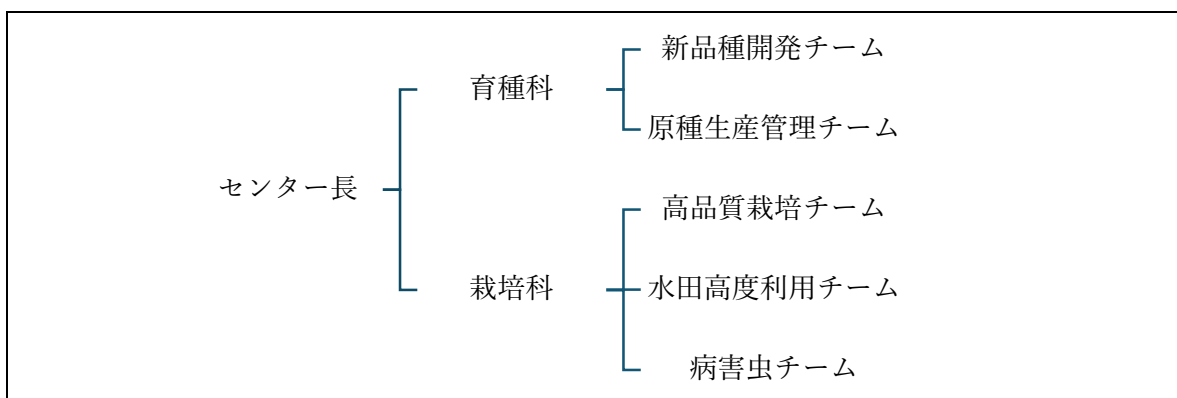 新品種開発チーム
育種科
原種生産管理チーム
センター長
高品質栽培チーム
栽培科
水田高度利用チーム
病害虫チーム